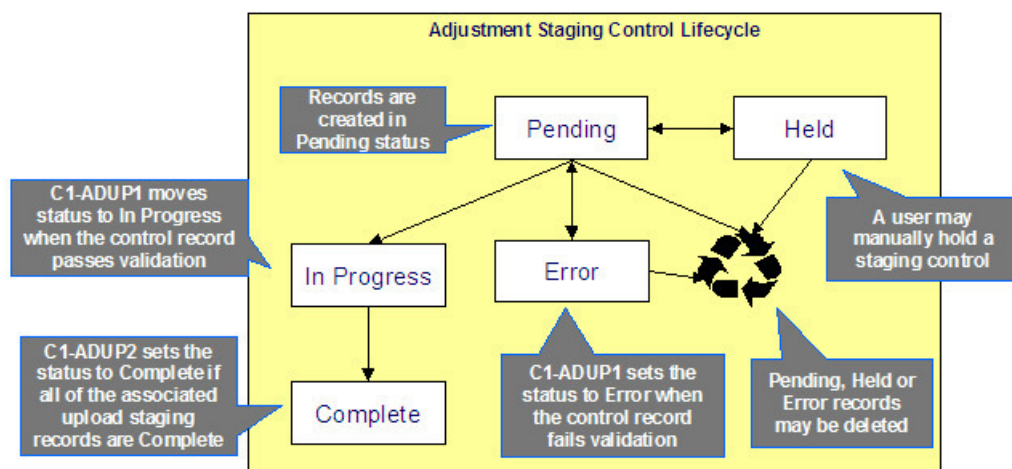 Adjustment Staging Control Lifecycle
Records are
created in
Pending status
Pending
Held
C1-ADUP1 moves
status to In Progress
when the control record
passes validation
A user may
manually hold a
staging control
In Progress
Error
C1-ADUP2 sets the
status to Complete if
all of the associated
upload staging
records are Complete
Complete
C1-ADUP1 sets the
status to Error when
the control record
fails validation
Pending, Held or
Error records
may be deleted